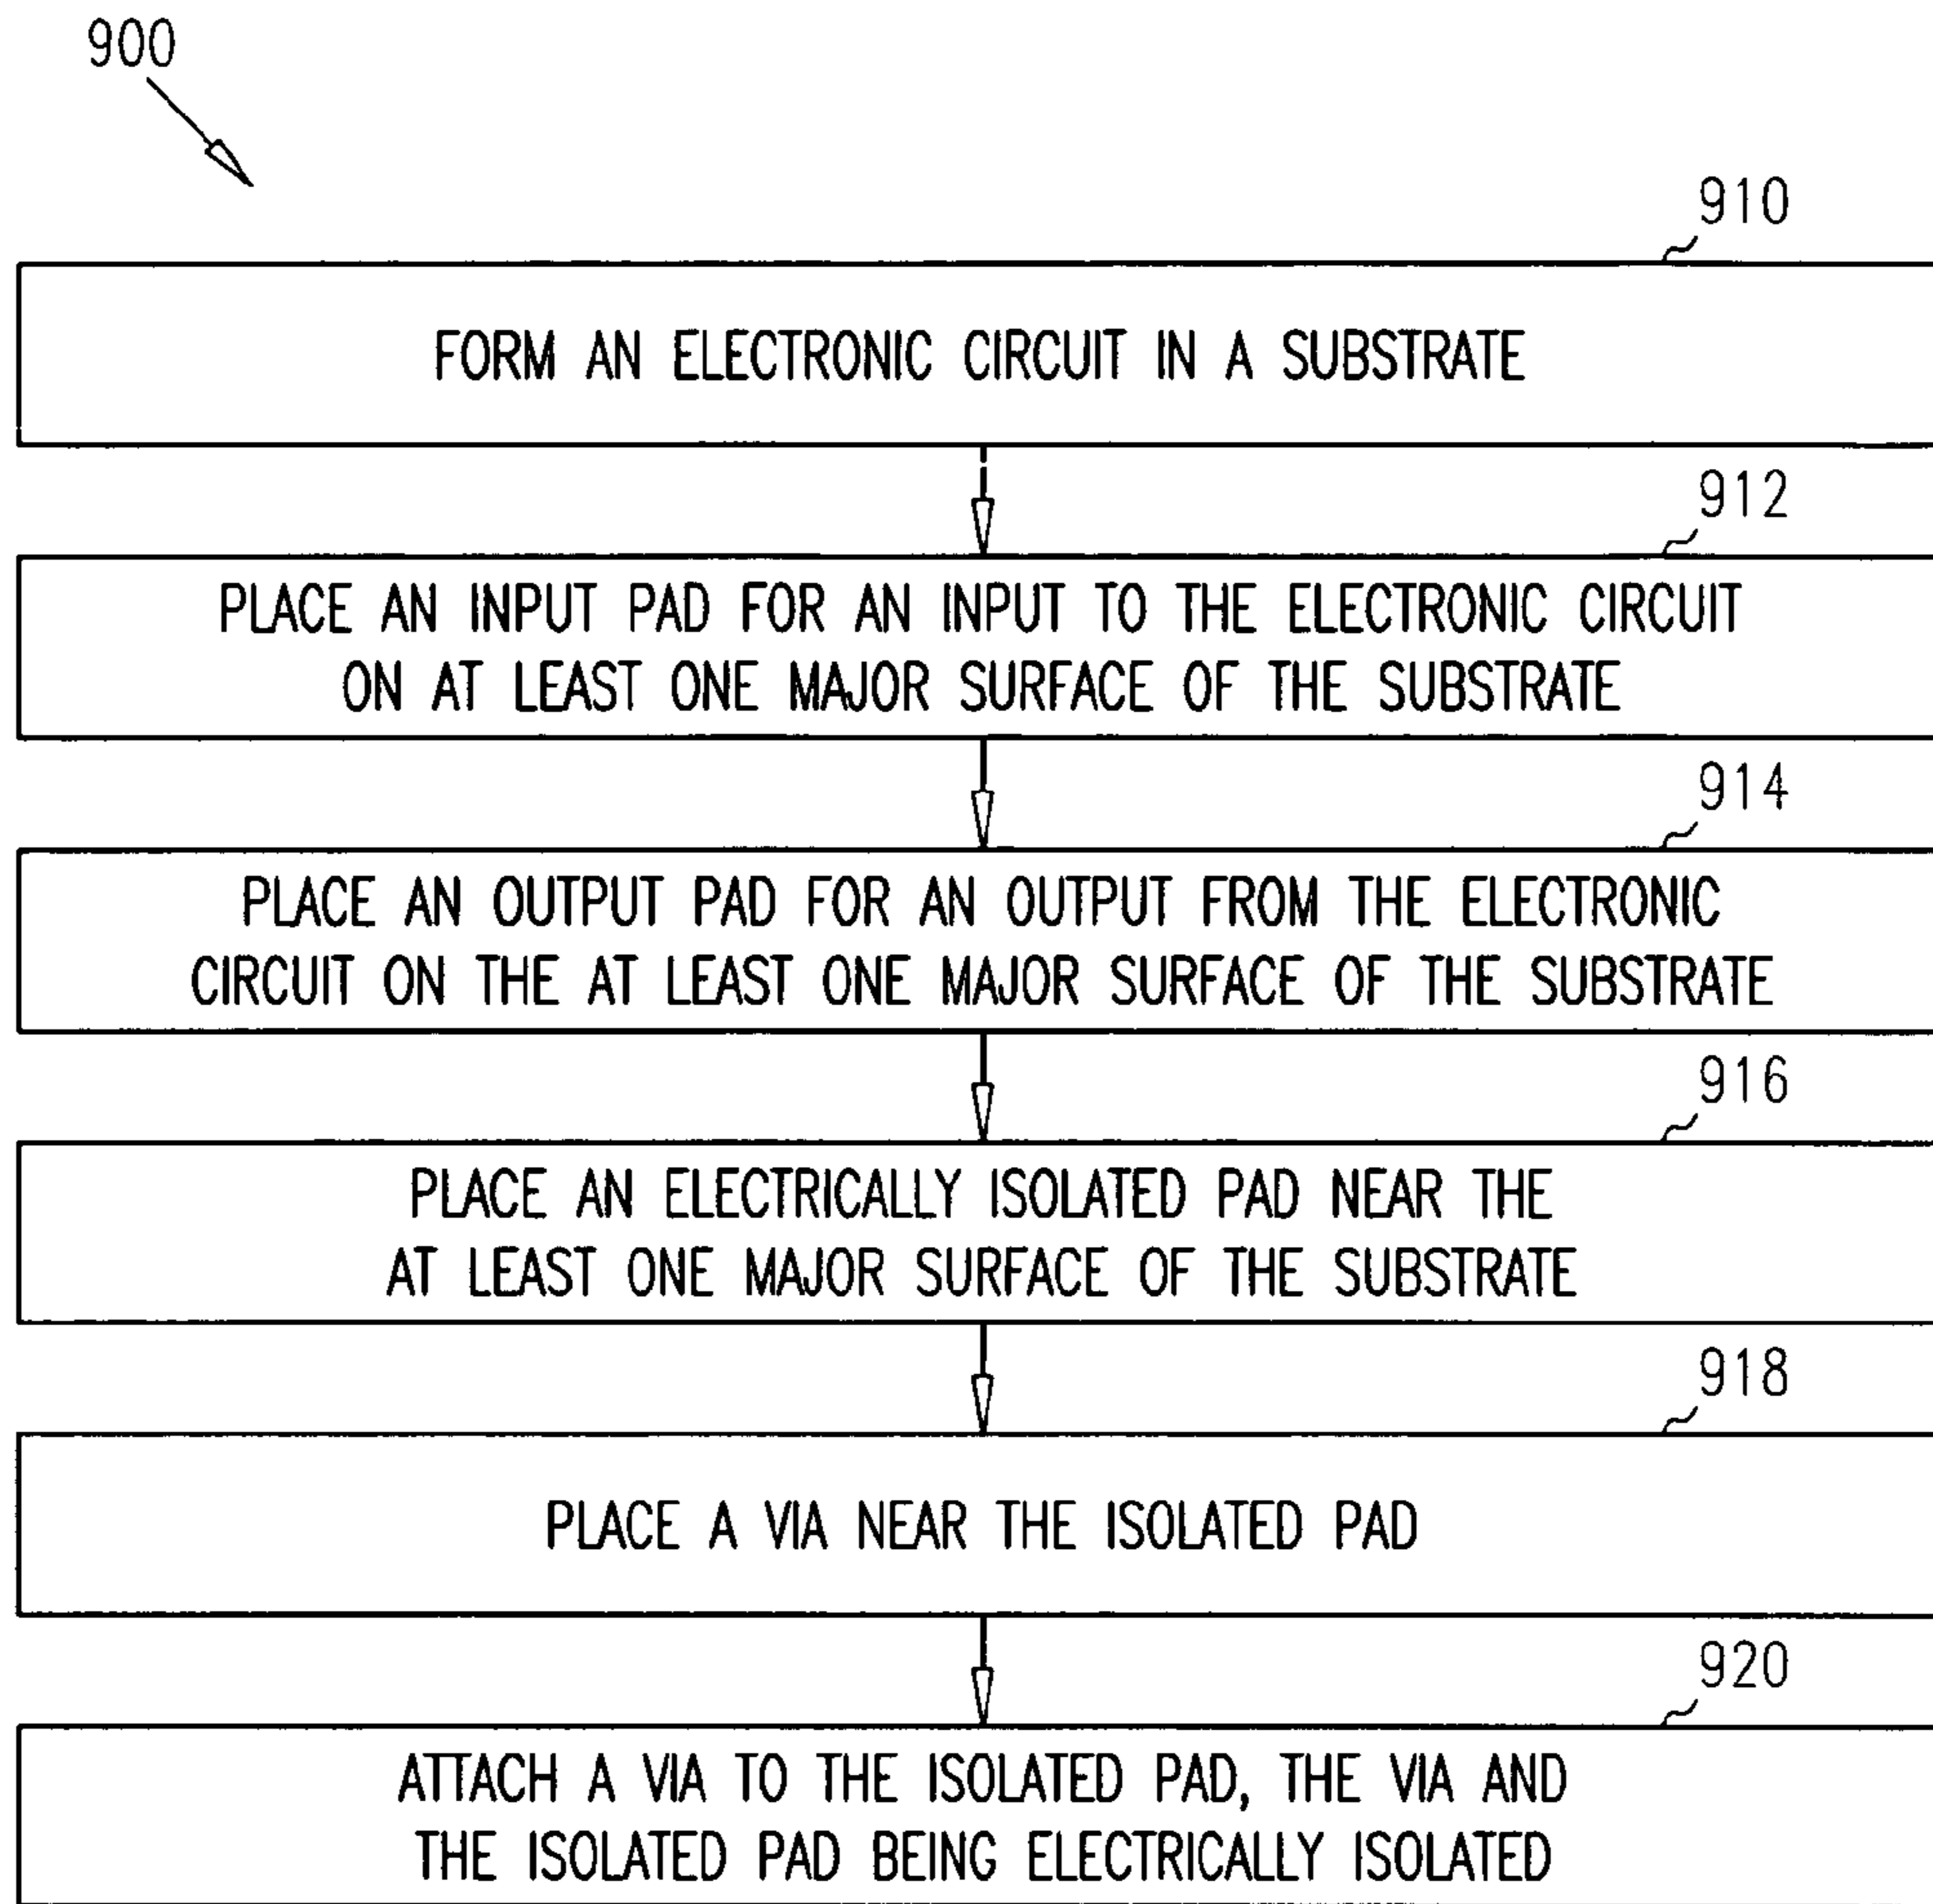 900
910
FORM AN ELECTRONIC CIRCUIT IN A SUBSTRATE
912
PLACE AN INPUT PAD FOR AN INPUT TO THE ELECTRONIC CIRCUIT
ON AT LEAST ONE MAJOR SURFACE OF THE SUBSTRATE
914
PLACE AN OUTPUT PAD FOR AN OUTPUT FROM THE ELECTRONIC
CIRCUIT ON THE AT LEAST ONE MAJOR SURFACE OF THE SUBSTRATE
916
PLACE AN ELECTRICALLY ISOLATED PAD NEAR THE
AT LEAST ONE MAJOR SURFACE OF THE SUBSTRATE
918
PLACE A VIA NEAR THE ISOLATED PAD
920
ATTACH A VIA TO THE ISOLATED PAD, THE VIA AND
THE ISOLATED PAD BEING ELECTRICALLY ISOLATED